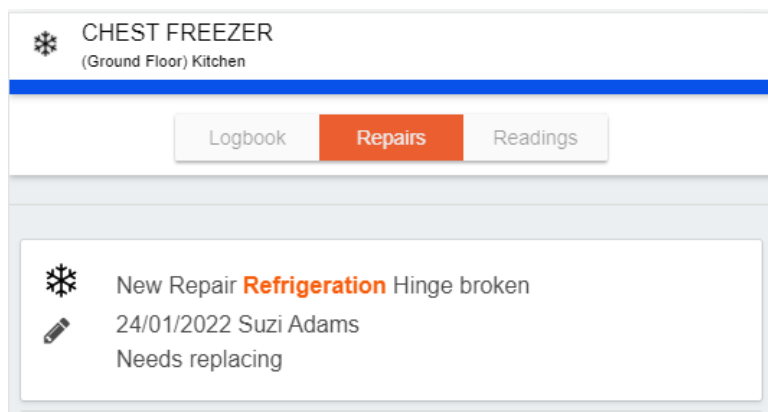 CHEST FREEZER
(Ground Floor) Kitchen
Logbook
Repairs
Readings
New Repair Refrigeration Hinge broken
24/01/2022 Suzi Adams
Needs replacing